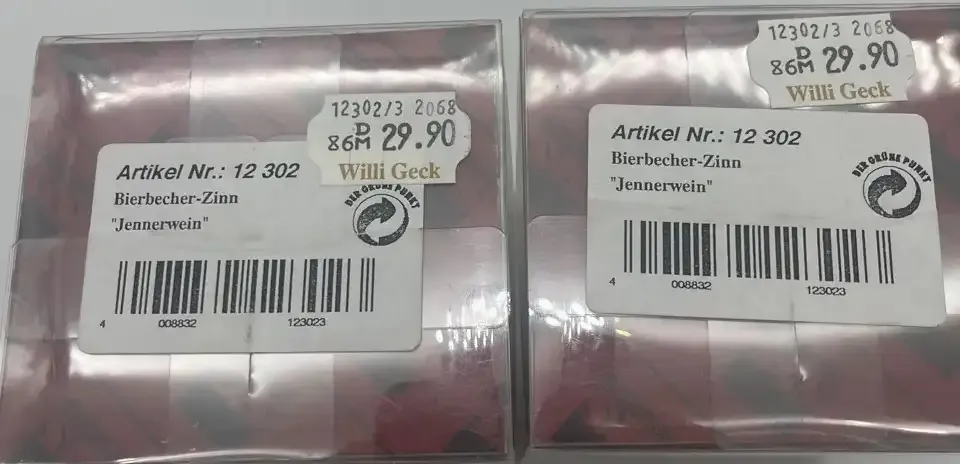 12302/3 2068
86 D M 29.90
Willi Geck
Artikel Nr.: 12 302
Bierbecher-Zinn
"Jennerwein"
DER GRÜNE PUNKT
4 008832 123023
12302/3 2068
86 D M 29.90
Willi Geck
Artikel Nr.: 12 302
Bierbecher-Zinn
"Jennerwein"
DER GRÜNE PUNKT
4 008832 123023